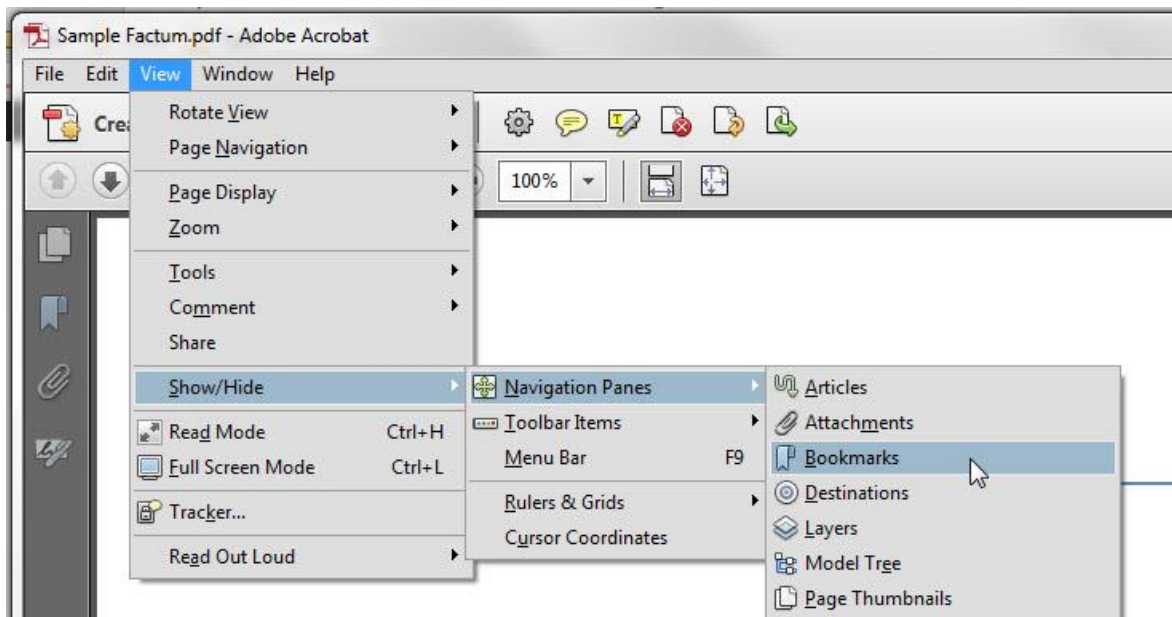 Sample Factum.pdf - Adobe Acrobat
File Edit View Window Help
100%
Rotate View
Page Navigation
Page Display
Zoom
Tools
Comment
Share
Show/Hide
Read Mode Ctrl+H
Full Screen Mode Ctrl+L
Tracker...
Read Out Loud
Navigation Panes
Toolbar Items
Menu Bar F9
Rulers & Grids
Cursor Coordinates
Articles
Attachments
Bookmarks
Destinations
Layers
Model Tree
Page Thumbnails